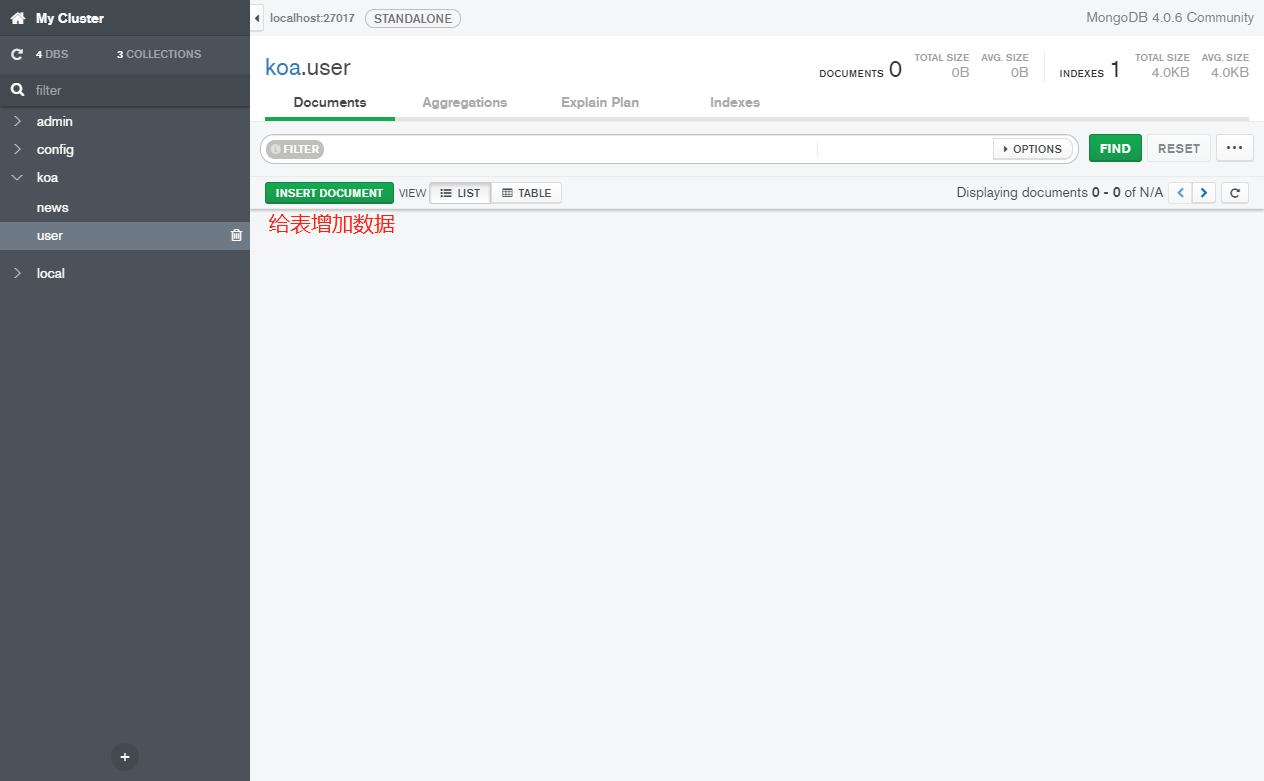 My Cluster
4 DBS 3 COLLECTIONS
filter
admin
config
koa
news
user
local
+
localhost:27017 STANDALONE MongoDB 4.0.6 Community
koa.user
DOCUMENTS 0 TOTAL SIZE 0B AVG. SIZE 0B INDEXES 1 TOTAL SIZE 4.0KB AVG. SIZE 4.0KB
Documents Aggregations Explain Plan Indexes
FILTER OPTIONS FIND RESET ...
INSERT DOCUMENT VIEW LIST TABLE Displaying documents 0 - 0 of N/A < >
给表增加数据